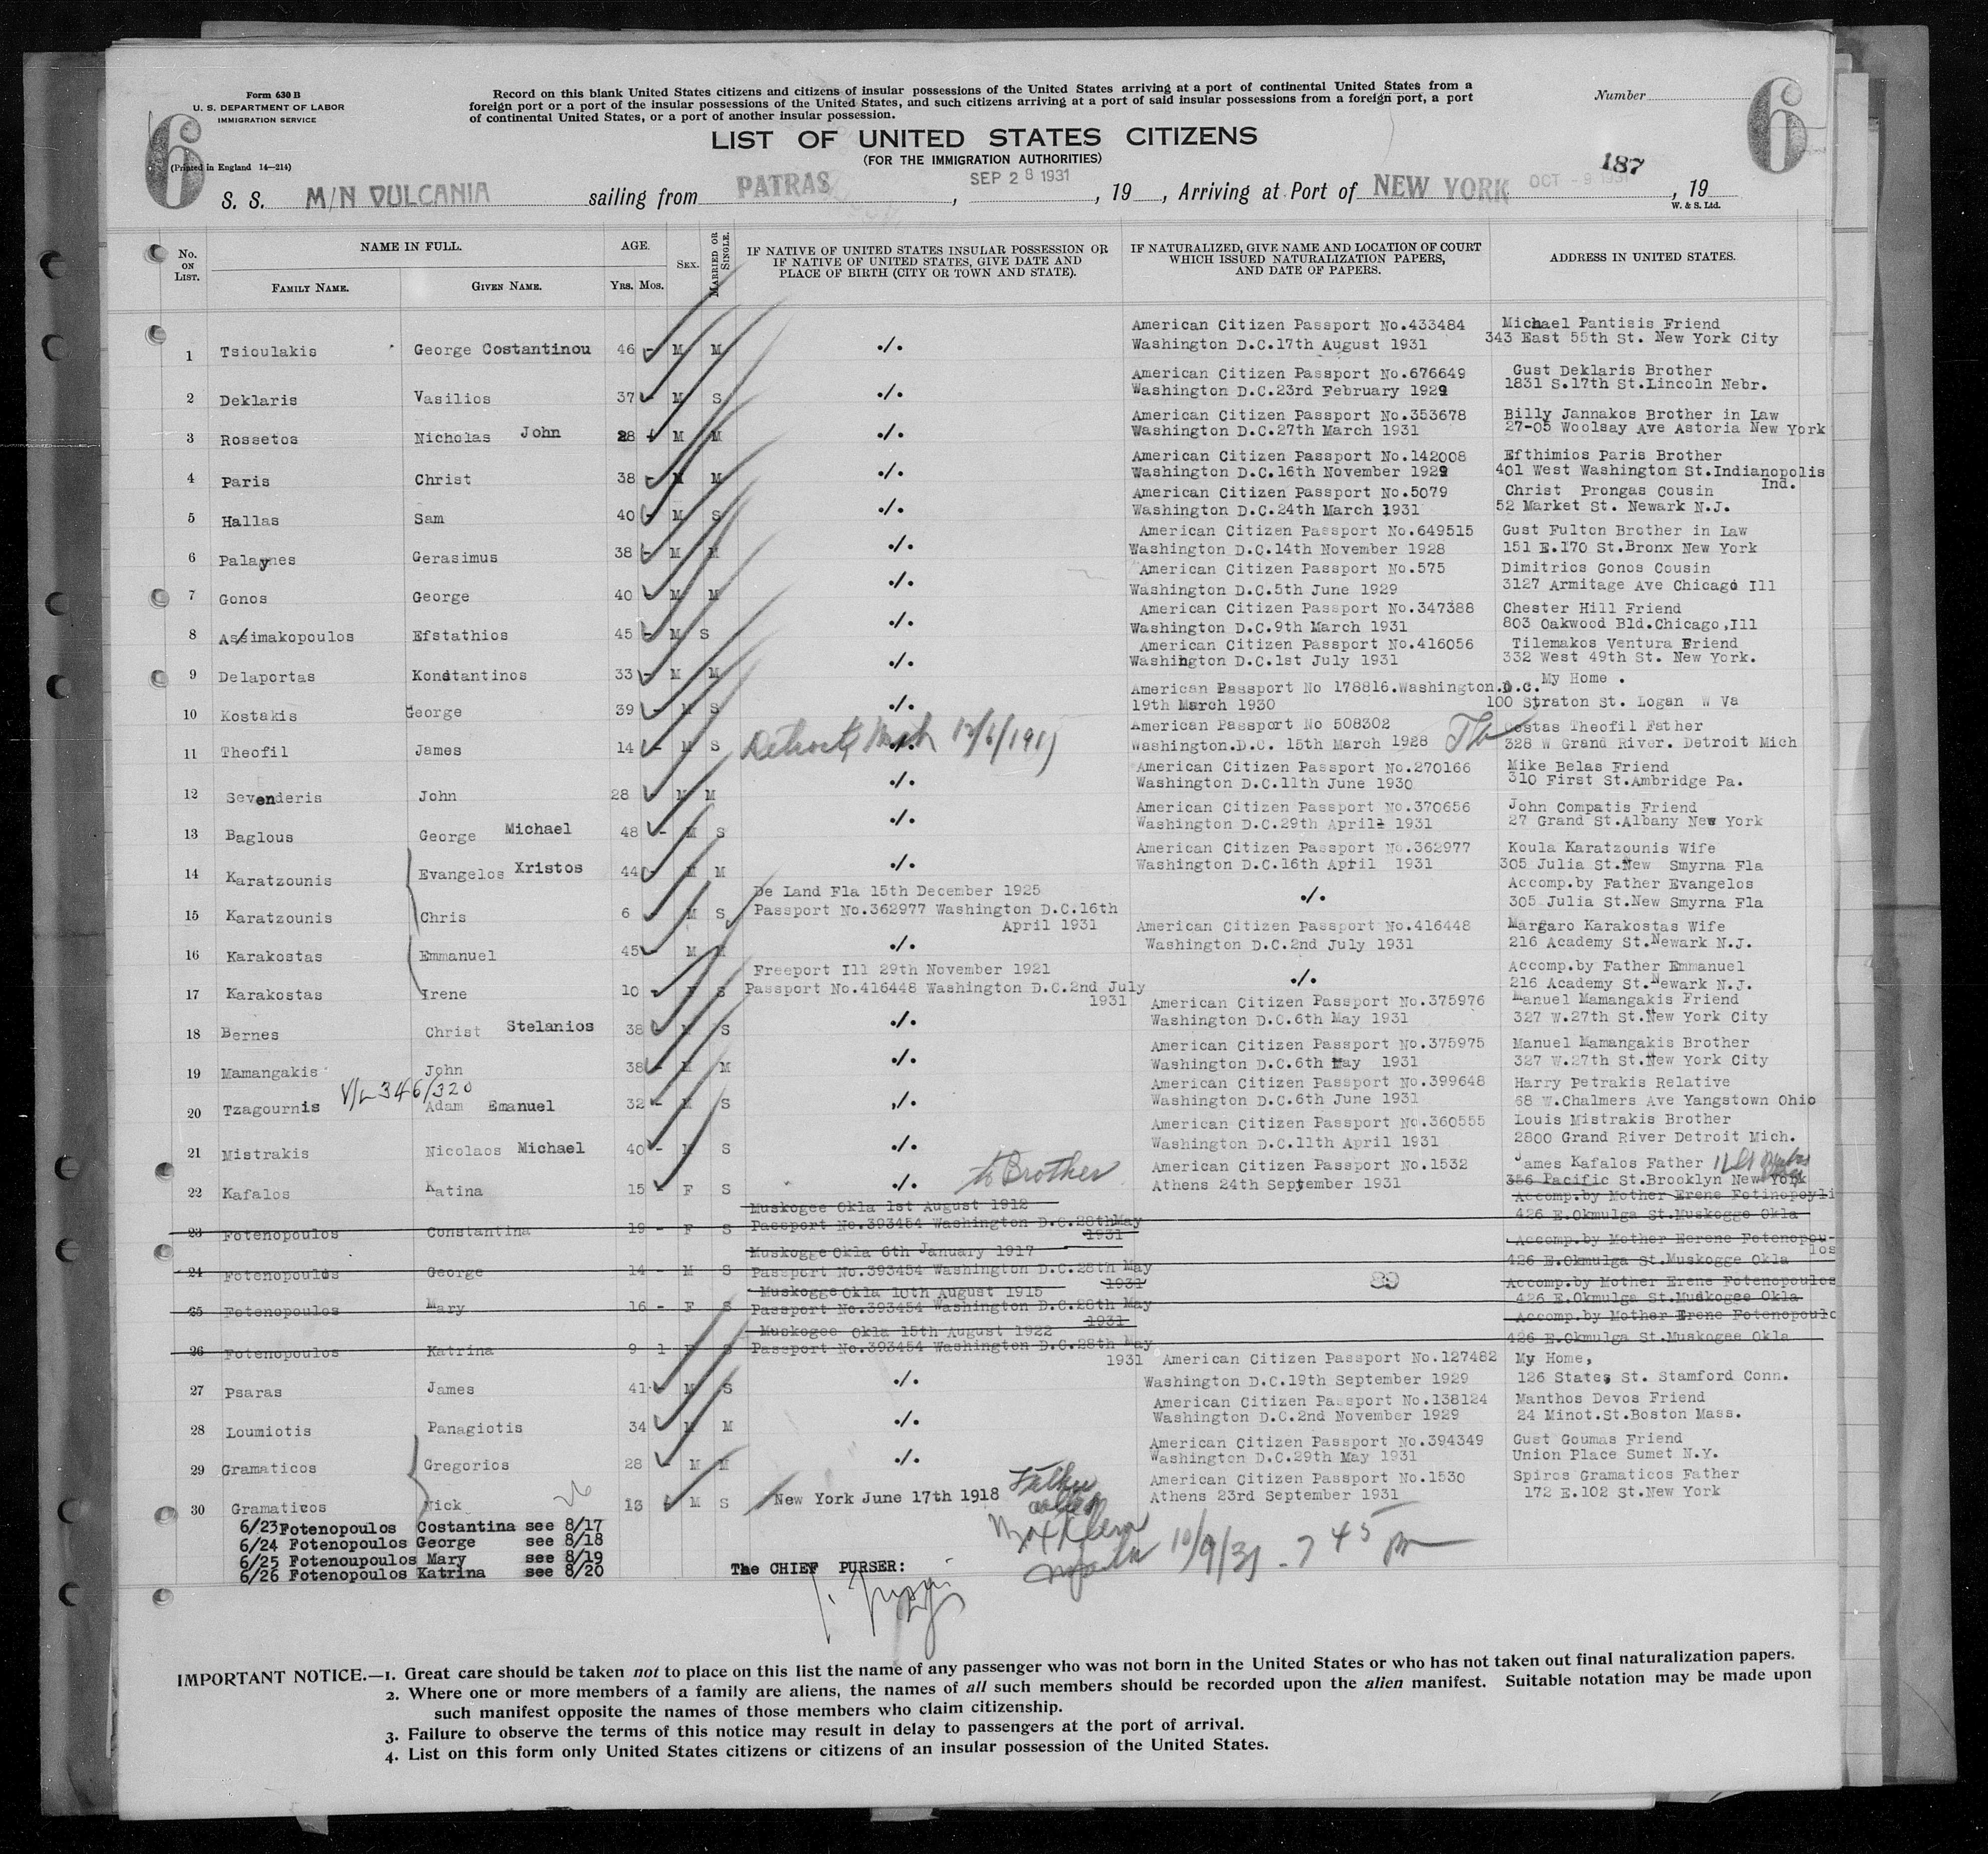 Form 630 B
U. S. DEPARTMENT OF LABOR
IMMIGRATION SERVICE
(Printed in England 14—214)
6
Record on this blank United States citizens and citizens of insular possessions of the United States arriving at a port of continental United States from a
foreign port or a port of the insular possessions of the United States, and such citizens arriving at a port of said insular possessions from a foreign port, a port
of continental United States, or a port of another insular possession.
Number
6
LIST OF UNITED STATES CITIZENS
(FOR THE IMMIGRATION AUTHORITIES)
187
S. S. M/N VULCANIA sailing from PATRAS, SEP 28 1931, 19 , Arriving at Port of NEW YORK OCT - 9 1931, 19
W. & S. Ltd.
No. ON LIST.
NAME IN FULL.
FAMILY NAME.
GIVEN NAME.
AGE.
YRS. MOS.
SEX.
MARRIED OR SINGLE.
IF NATIVE OF UNITED STATES INSULAR POSSESSION OR
IF NATIVE OF UNITED STATES, GIVE DATE AND
PLACE OF BIRTH (CITY OR TOWN AND STATE).
IF NATURALIZED, GIVE NAME AND LOCATION OF COURT
WHICH ISSUED NATURALIZATION PAPERS,
AND DATE OF PAPERS.
ADDRESS IN UNITED STATES.
American Citizen Passport No.433484 Michael Pantisis Friend
1 Tsioulakis George Costantinou 46 - M M ./. Washington D.C.17th August 1931 343 East 55th St. New York City
American Citizen Passport No.676649 Gust Deklaris Brother
2 Deklaris Vasilios 37 - M S ./. Washington D.C.23rd February 1929 1831 S.17th St.Lincoln Nebr.
American Citizen Passport No.353678 Billy Jannakos Brother in Law
3 Rossetos Nicholas John 28 - M M ./. Washington D.C.27th March 1931 27-05 Woolsay Ave Astoria New York
American Citizen Passport No.142008 Efthimios Paris Brother
4 Paris Christ 38 - M M ./. Washington D.C.16th November 1929 401 West Washington St.Indianopolis Ind.
American Citizen Passport No.5079 Christ Prongas Cousin
5 Hallas Sam 40 - M S ./. Washington D.C.24th March 1931 52 Market St. Newark N.J.
American Citizen Passport No.649515 Gust Fulton Brother in Law
6 Palaynes Gerasimus 38 - M M ./. Washington D.C.14th November 1928 151 E.170 St.Bronx New York
American Citizen Passport No.575 Dimitrios Gonos Cousin
7 Gonos George 40 - M M ./. Washington D.C.5th June 1929 3127 Armitage Ave Chicago Ill
American Citizen Passport No.347388 Chester Hill Friend
8 Assimakopoulos Efstathios 45 - M S ./. Washington D.C.9th March 1931 803 Oakwood Bld.Chicago,Ill
American Citizen Passport No.416056 Tilemakos Ventura Friend
9 Delaportas Konstantinos 33 - M M ./. Washington D.C.1st July 1931 332 West 49th St. New York.
American Passport No 178816.Washington.D.C. My Home .
10 Kostakis George 39 - M S ./. 19th March 1930 100 Straton St. Logan W Va
American Passport No 508302 Costas Theofil Father
11 Theofil James 14 - M S ./. Detroit, Mich Washington.D.C. 15th March 1928 328 W Grand River. Detroit Mich
American Citizen Passport No.270166 Mike Belas Friend
12 Sevenderis John 28 - M M ./. Washington D.C.11th June 1930 310 First St.Ambridge Pa.
American Citizen Passport No.370656 John Compatis Friend
13 Baglous George Michael 48 - M S ./. Washington D.C.29th April 1931 27 Grand St.Albany New York
American Citizen Passport No.362977 Koula Karatzounis Wife
14 Karatzounis Evangelos Xristos 44 - M M ./. Washington D.C.16th April 1931 305 Julia St.New Smyrna Fla
De Land Fla 15th December 1925 Accomp.by Father Evangelos
15 Karatzounis Chris 6 - M S Passport No.362977 Washington D.C.16th April 1931 ./. 305 Julia St.New Smyrna Fla
American Citizen Passport No.416448 Margaro Karakostas Wife
16 Karakostas Emmanuel 45 - M M ./. Washington D.C.2nd July 1931 216 Academy St.Newark N.J.
Freeport Ill 29th November 1921 Accomp.by Father Emmanuel
17 Karakostas Irene 10 - F S Passport No.416448 Washington D.C.2nd July 1931 ./. 216 Academy St.Newark N.J.
American Citizen Passport No.375976 Manuel Mamangakis Friend
18 Bernes Christ Stelanios 38 - M S ./. Washington D.C.6th May 1931 327 W.27th St.New York City
American Citizen Passport No.375975 Manuel Mamangakis Brother
19 Mamangakis John 38 - M M ./. Washington D.C.6th May 1931 327 W.27th St.New York City
V/L 346/320
American Citizen Passport No.399648 Harry Petrakis Relative
20 Tzagournis Adam Emanuel 32 - M S ./. Washington D.C.6th June 1931 68 W.Chalmers Ave Yangstown Ohio
American Citizen Passport No.360555 Louis Mistrakis Brother
21 Mistrakis Nicolaos Michael 40 - M S ./. Washington D.C.11th April 1931 2800 Grand River Detroit Mich.
to Brother American Citizen Passport No.1532 James Kafalos Father
22 Kafalos Katina 15 - F S ./. Athens 24th September 1931 356 Pacific St.Brooklyn New York
Muskogee Okla 1st August 1912 Accomp.by Mother Erene Fotinopoyli
23 Fotenopoulos Constantina 19 - F S Passport No.393454 Washington D.C.28thMay 1931 426 E.Okmulga St.Muskogge Okla
Muskogge Okla 6th January 1917 Accomp.by Mother Eerene Fotenopoulos
24 Fotenopoulos George 14 - M S Passport No.393454 Washington D.C.28th May 1931 426 E.Okmulga St.Muskogge Okla
89
Muskogge Okla 10th August 1915 Accomp.by Mother Erene Fotenopoulos
25 Fotenopoulos Mary 16 - F S Passport No.393454 Washington D.C.28th May 1931 426 E.Okmulga St.Muskogee Okla
Muskogee Okla 15th August 1922 Accomp.by Mother Erene Fotenopoulo
26 Fotenopoulos Katrina 9 1 F S Passport No.393454 Washington D.C.28th May 1931 426 E.Okmulga St.Muskogee Okla
American Citizen Passport No.127482 My Home,
27 Psaras James 41 - M S ./. Washington D.C.19th September 1929 126 States St. Stamford Conn.
American Citizen Passport No.138124 Manthos Devos Friend
28 Loumiotis Panagiotis 34 - M M ./. Washington D.C.2nd November 1929 24 Minot.St.Boston Mass.
American Citizen Passport No.394349 Gust Goumas Friend
29 Gramaticos Gregorios 28 - M M ./. Washington D.C.29th May 1931 Union Place Sumet N.Y.
Father American Citizen Passport No.1530 Spiros Gramaticos Father
30 Gramaticos Nick 13 - M S New York June 17th 1918 Athens 23rd September 1931 172 E.102 St.New York
6/23 Fotenopoulos Costantina see 8/17
6/24 Fotenopoulos George see 8/18
6/25 Fotenoupoulos Mary see 8/19
6/26 Fotenopoulos Katrina see 8/20
10/9/31 - 7 45 pm
The CHIEF PURSER:
IMPORTANT NOTICE.—1. Great care should be taken not to place on this list the name of any passenger who was not born in the United States or who has not taken out final naturalization papers.
2. Where one or more members of a family are aliens, the names of all such members should be recorded upon the alien manifest. Suitable notation may be made upon
such manifest opposite the names of those members who claim citizenship.
3. Failure to observe the terms of this notice may result in delay to passengers at the port of arrival.
4. List on this form only United States citizens or citizens of an insular possession of the United States.